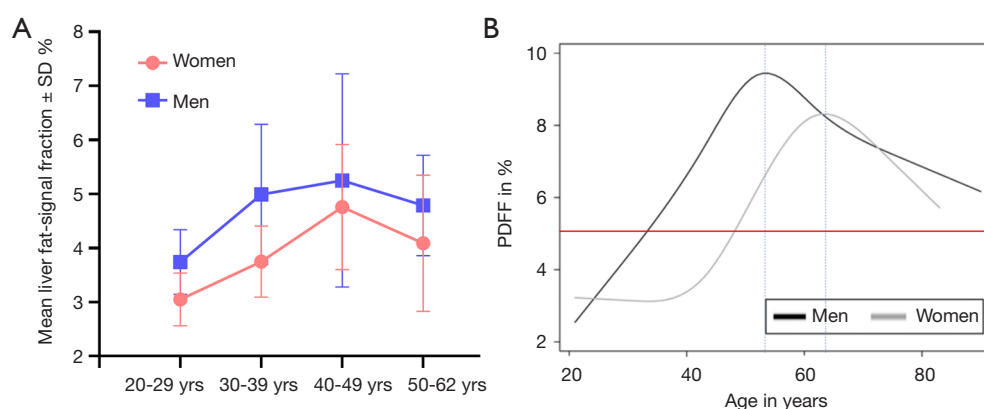 A
Mean liver fat-signal fraction ± SD %
8
7
6
5
4
3
2
Women
Men
20-29 yrs 30-39 yrs 40-49 yrs 50-62 yrs
B
PDFF in %
10
8
6
4
2
Men Women
20 40 60 80
Age in years